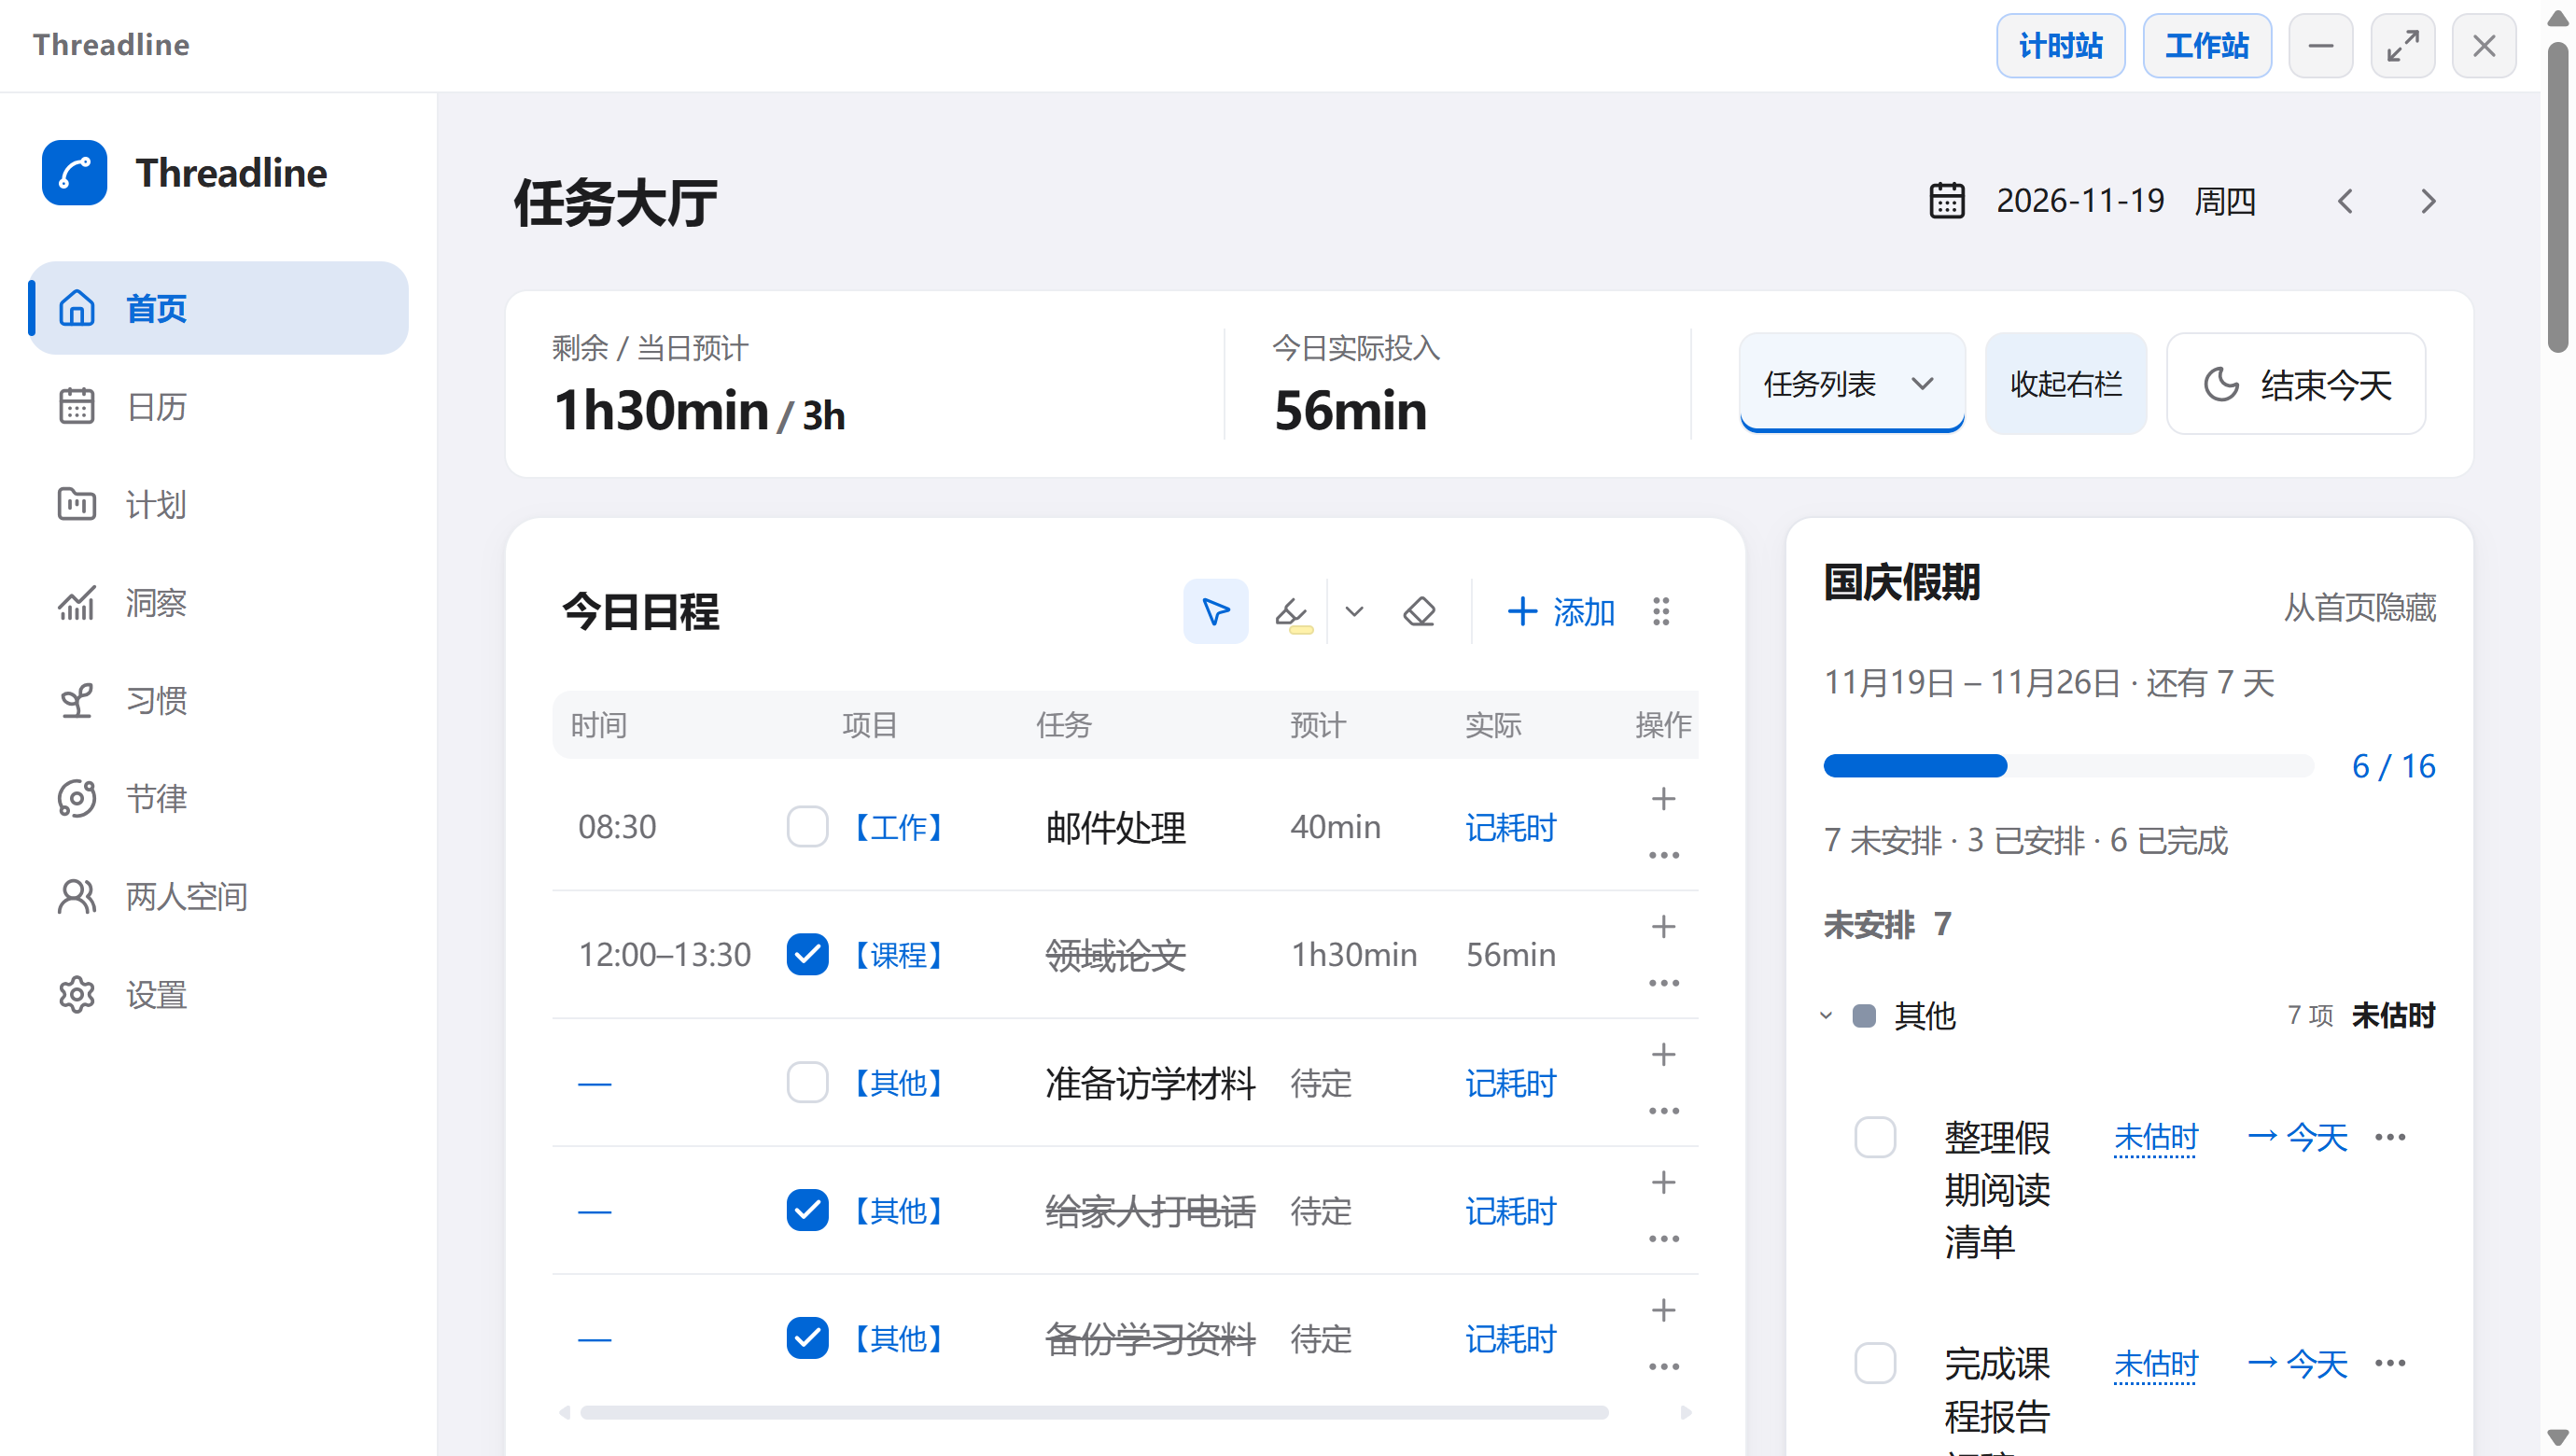 Threadline
计时站
工作站
Threadline
首页
日历
计划
洞察
习惯
节律
两人空间
设置
任务大厅
2026-11-19 周四
剩余 / 当日预计
1h30min / 3h
今日实际投入
56min
任务列表
收起右栏
结束今天
今日日程
添加
时间 项目 任务 预计 实际 操作
08:30 【工作】 邮件处理 40min 记耗时
12:00–13:30 【课程】 领域论文 1h30min 56min
— 【其他】 准备访学材料 待定 记耗时
— 【其他】 给家人打电话 待定 记耗时
— 【其他】 备份学习资料 待定 记耗时
国庆假期
从首页隐藏
11月19日 – 11月26日 · 还有 7 天
6 / 16
7 未安排 · 3 已安排 · 6 已完成
未安排 7
其他 7 项 未估时
整理假
期阅读
清单
未估时 → 今天
完成课
程报告
未估时 → 今天